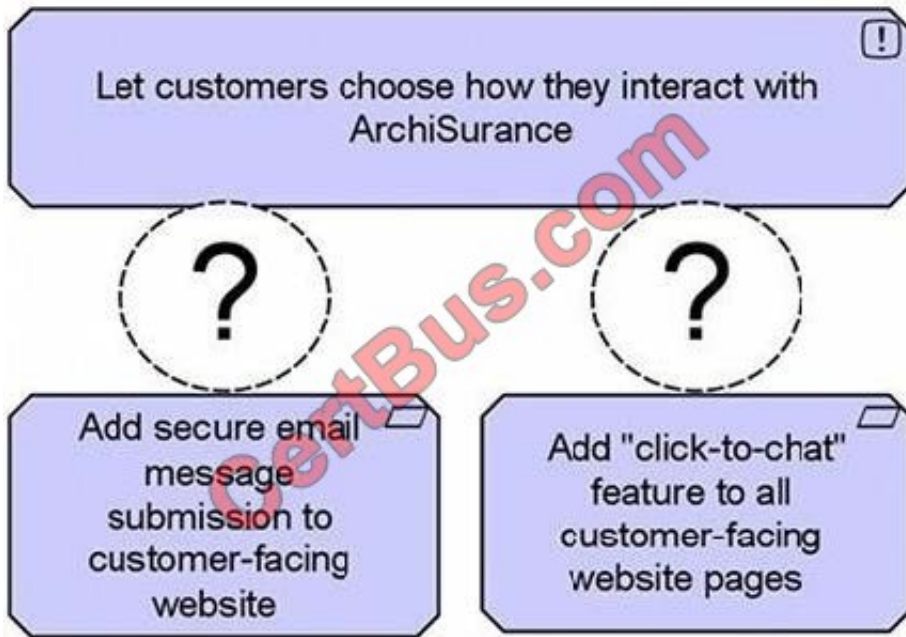 !
Let customers choose how they interact with
ArchiSurance
? ?
Add secure email
message
submission to
customer-facing
website
Add "click-to-chat"
feature to all
customer-facing
website pages
CertBus.com